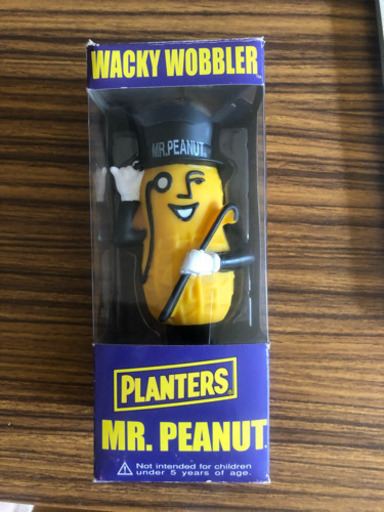 WACKY WOBBLER
MR. PEANUT
PLANTERS
MR. PEANUT
Not intended for children
under 5 years of age.